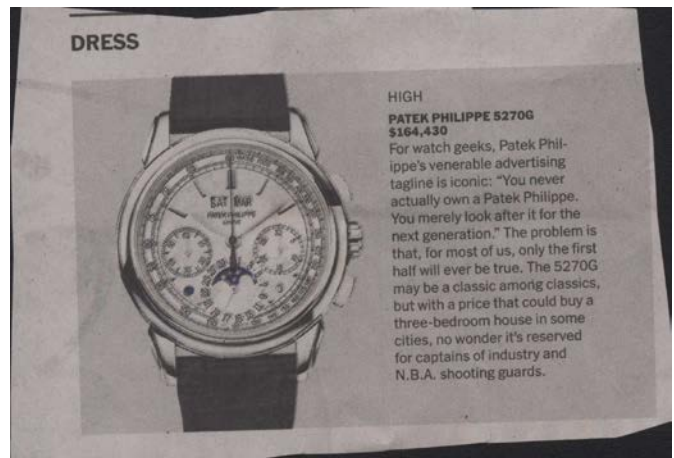 DRESS
SAT MAR
PATEK PHILIPPE
HIGH
PATEK PHILIPPE 5270G
$164,430
For watch geeks, Patek Phil-
ippe's venerable advertising
tagline is iconic: "You never
actually own a Patek Philippe.
You merely look after it for the
next generation." The problem is
that, for most of us, only the first
half will ever be true. The 5270G
may be a classic among classics,
but with a price that could buy a
three-bedroom house in some
cities, no wonder it's reserved
for captains of industry and
N.B.A. shooting guards.